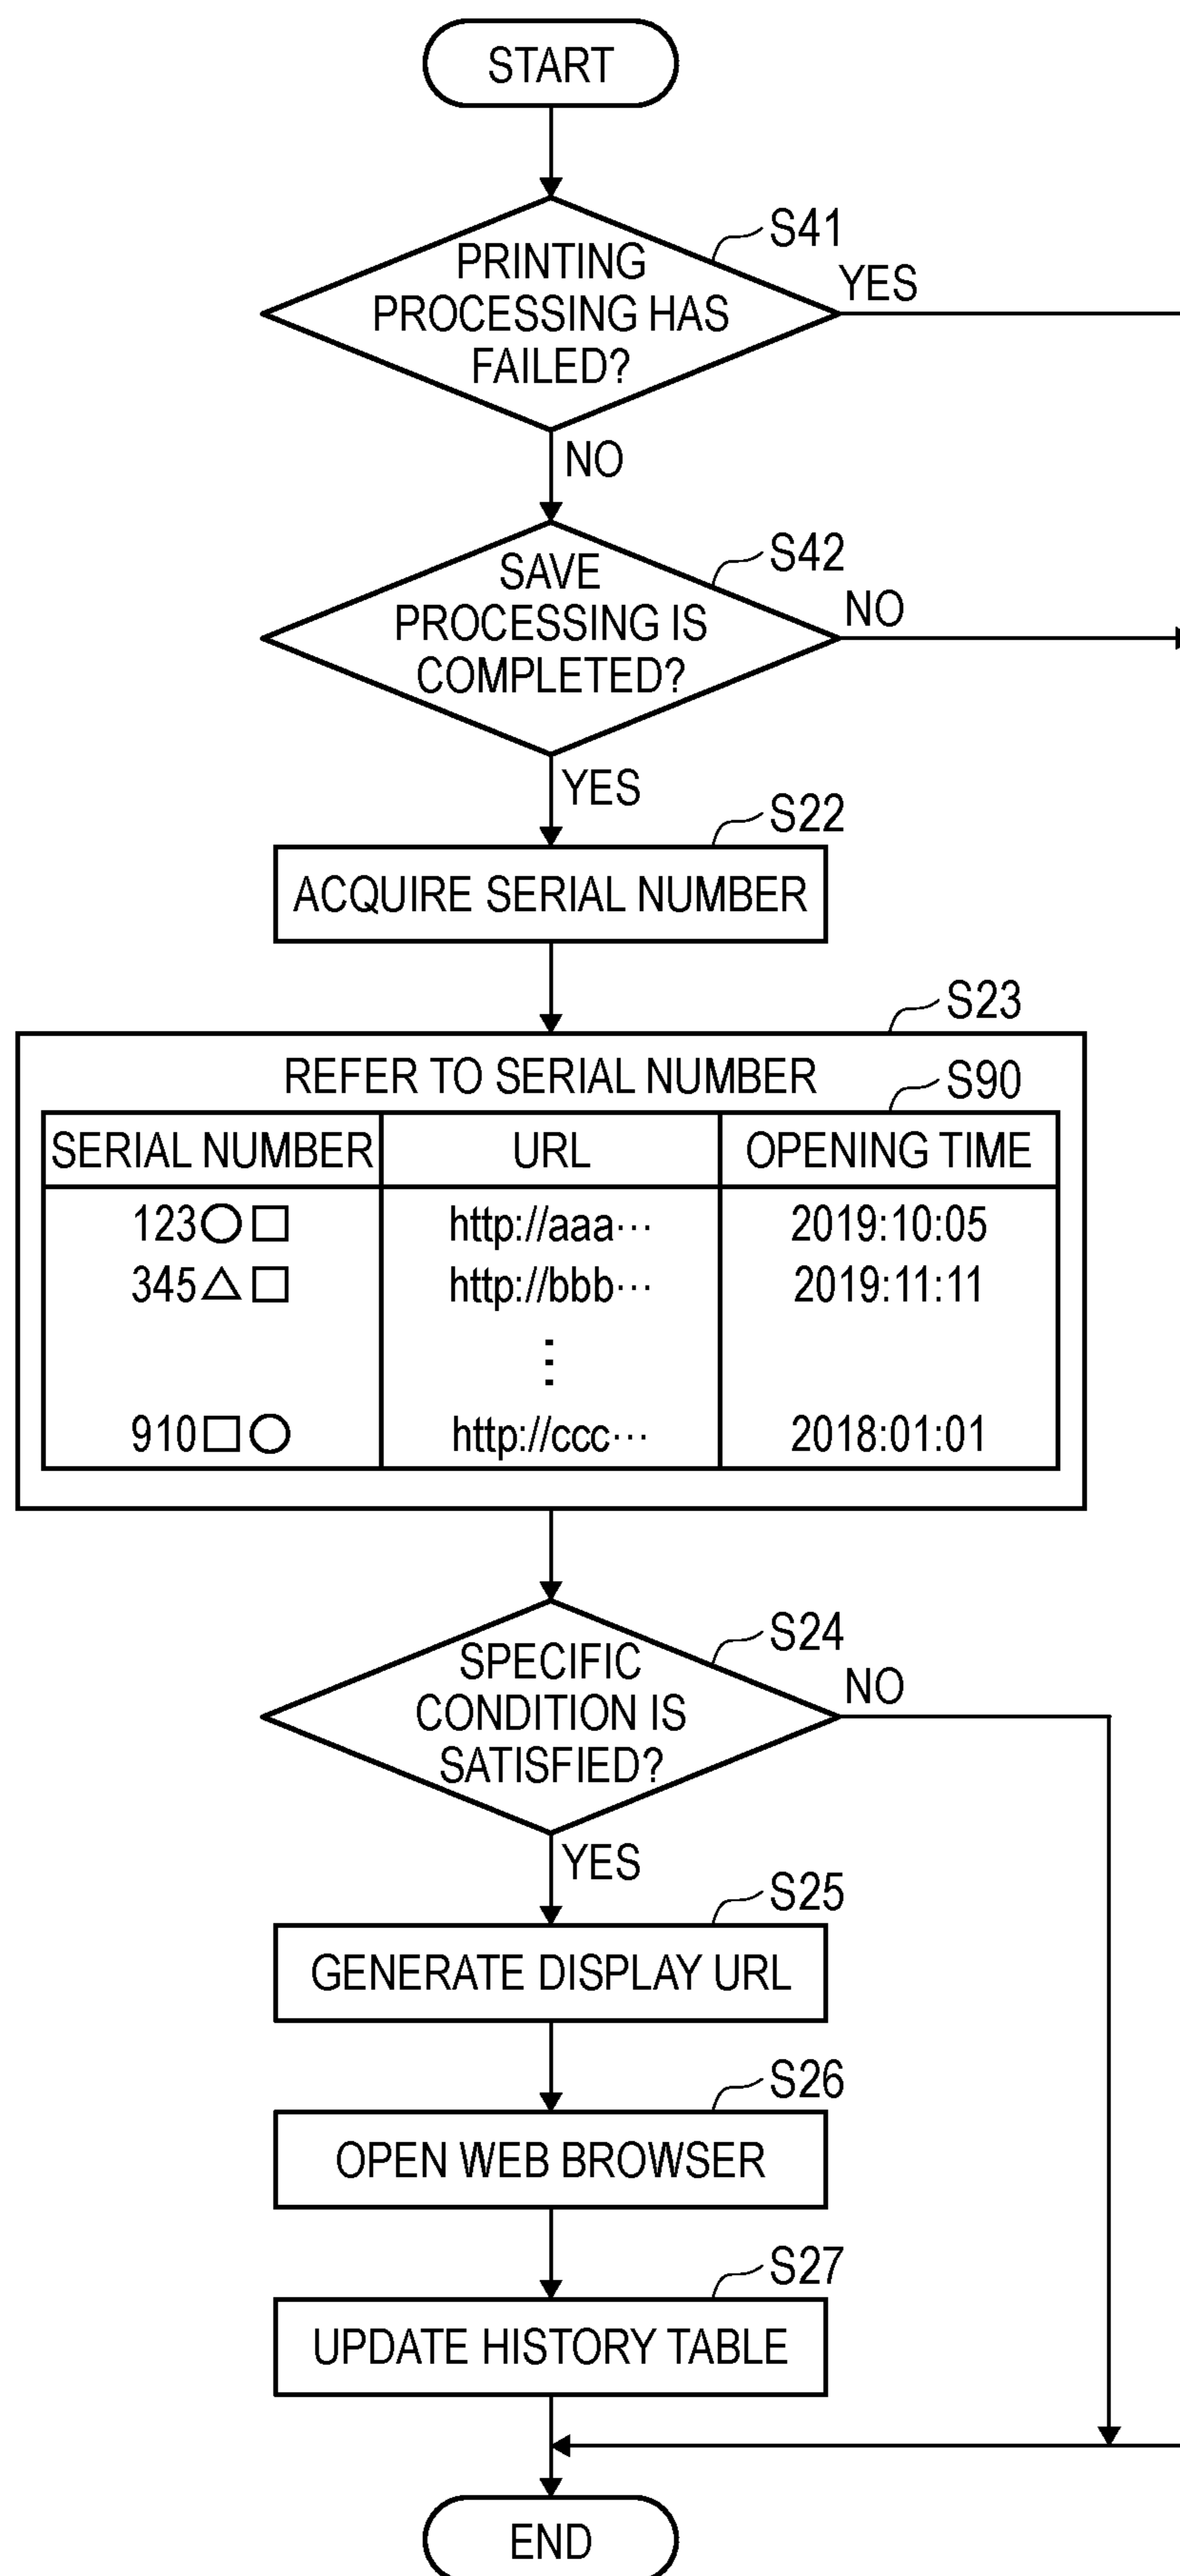 START
S41
PRINTING
PROCESSING HAS
FAILED?
YES
NO
S42
SAVE
PROCESSING IS
COMPLETED?
NO
YES
S22
ACQUIRE SERIAL NUMBER
S23
REFER TO SERIAL NUMBER
S90
SERIAL NUMBER URL OPENING TIME
123○□ http://aaa··· 2019:10:05
345△□ http://bbb··· 2019:11:11
⋮
910□○ http://ccc··· 2018:01:01
S24
SPECIFIC
CONDITION IS
SATISFIED?
NO
YES
S25
GENERATE DISPLAY URL
S26
OPEN WEB BROWSER
S27
UPDATE HISTORY TABLE
END